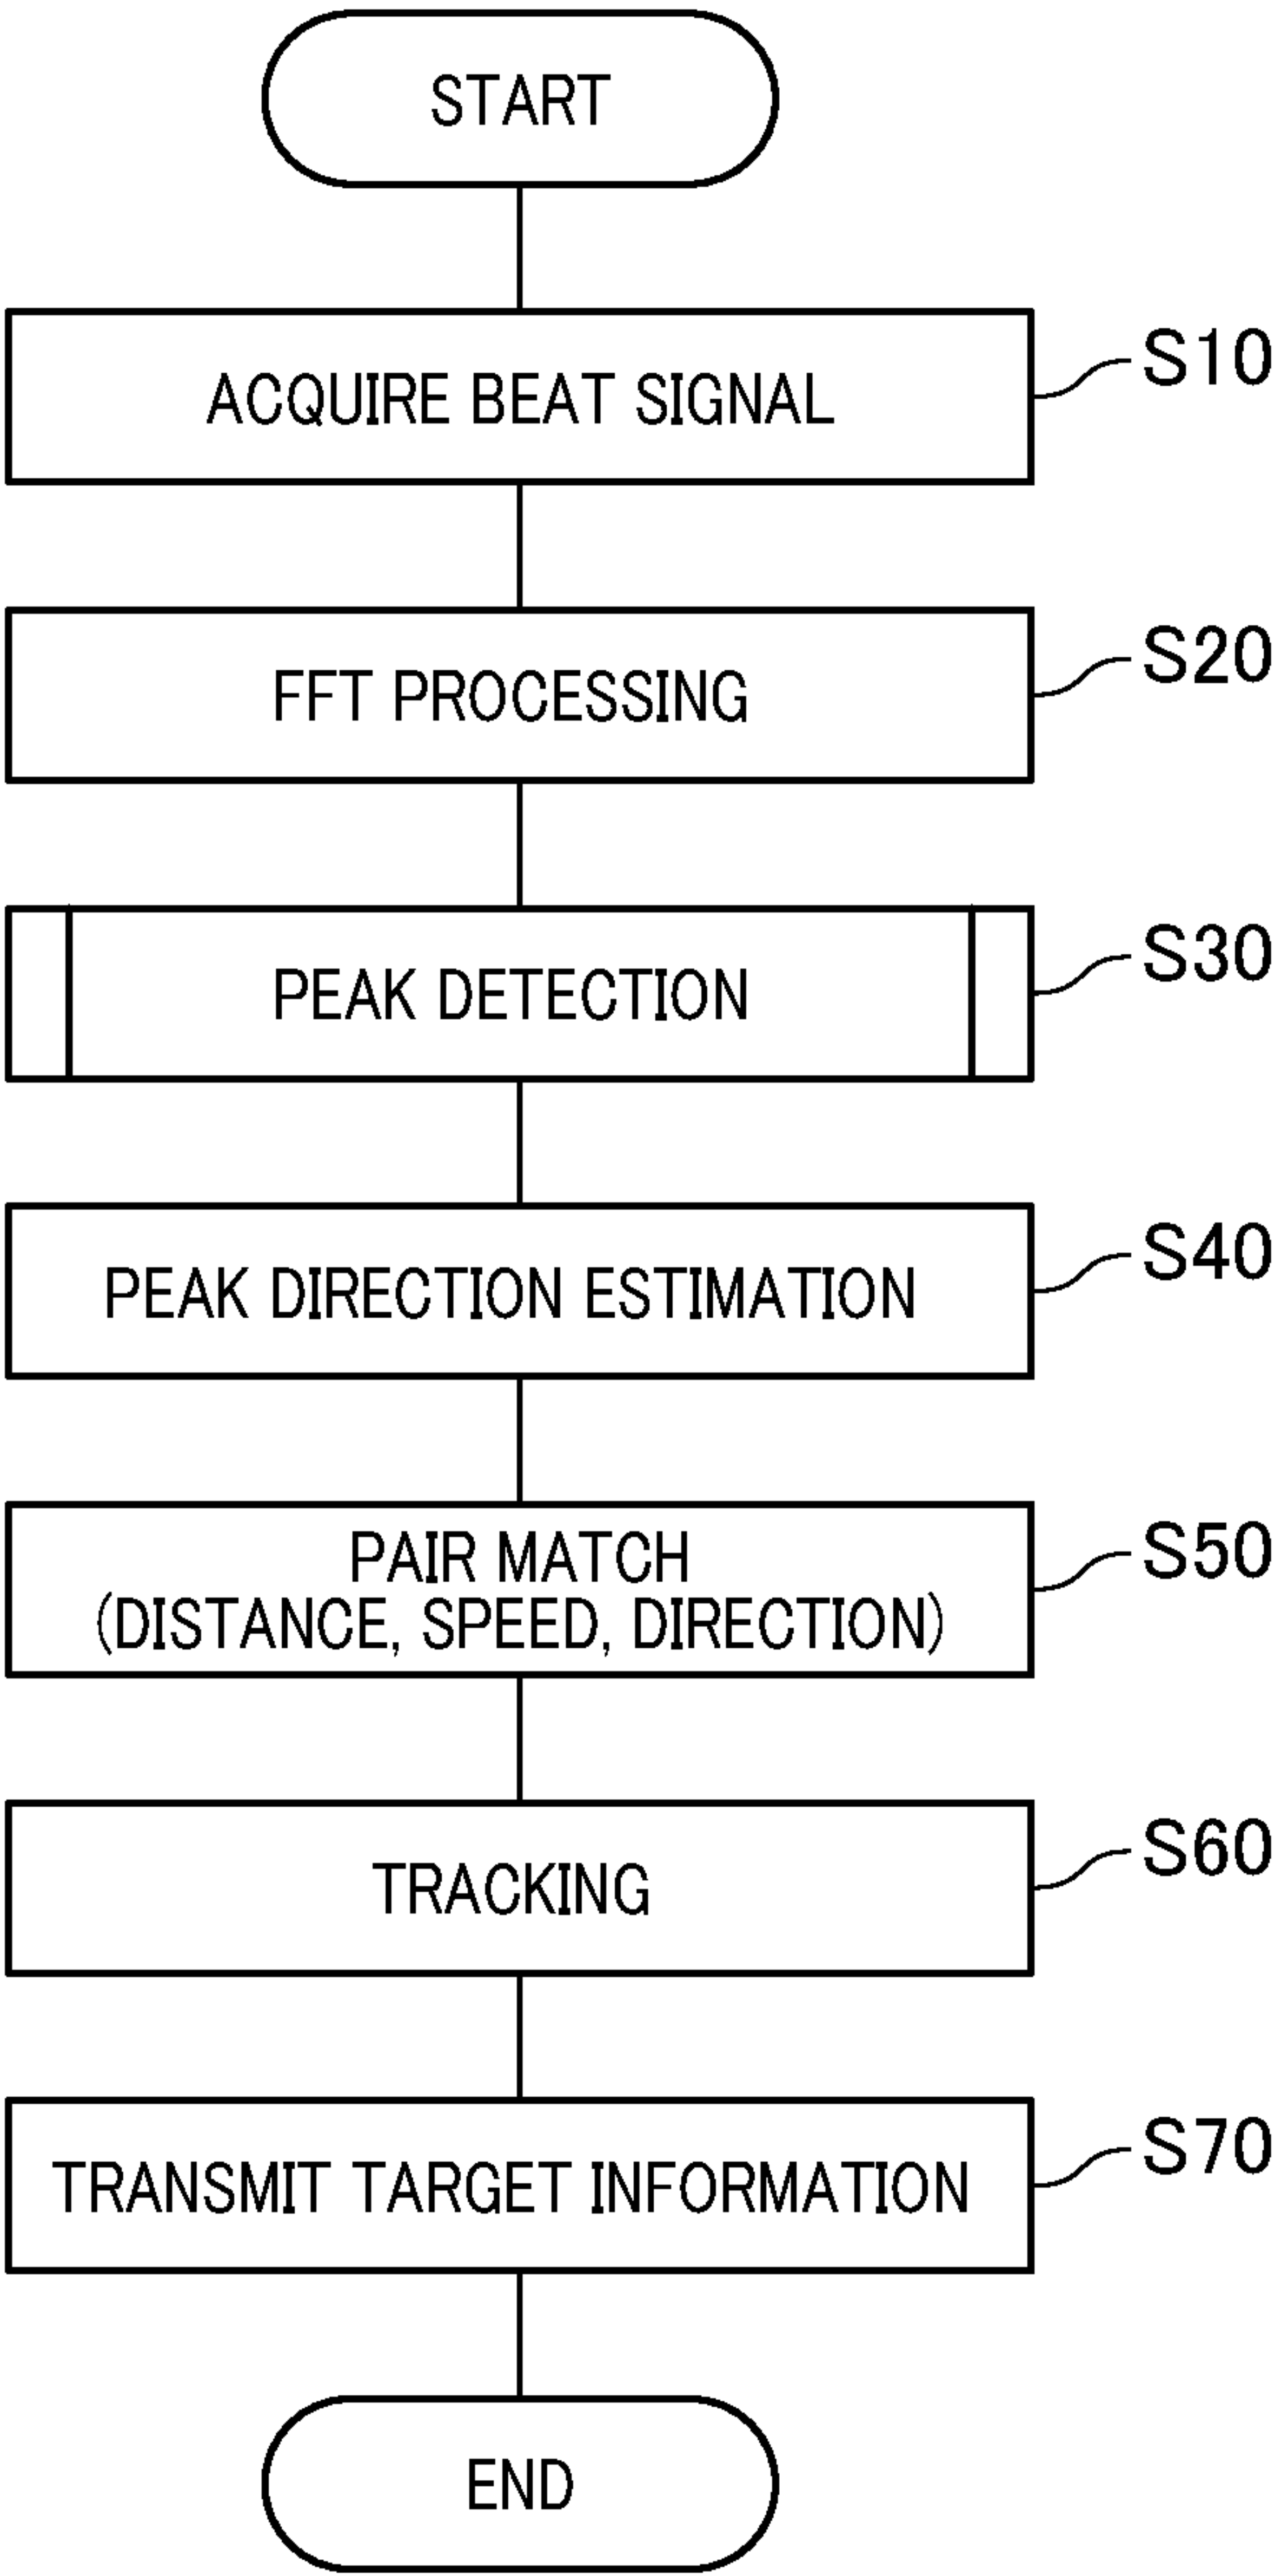 START
ACQUIRE BEAT SIGNAL
S10
FFT PROCESSING
S20
PEAK DETECTION
S30
PEAK DIRECTION ESTIMATION
S40
PAIR MATCH
(DISTANCE, SPEED, DIRECTION)
S50
TRACKING
S60
TRANSMIT TARGET INFORMATION
S70
END